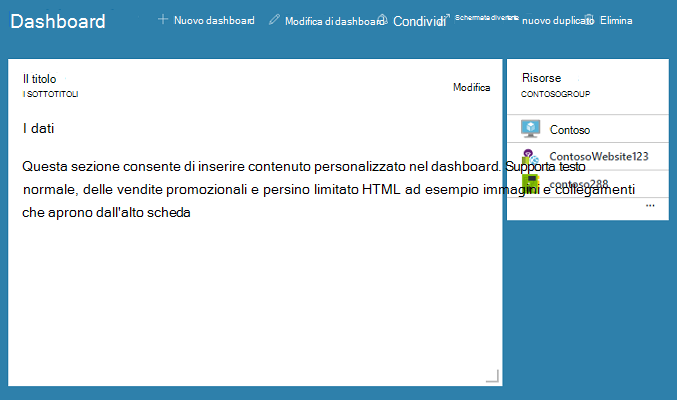 Dashboard
Nuovo dashboard
Modifica di dashboard
Condividi
Schermata diverse
nuovo duplicato
Elimina
Il titolo
I SOTTOTITOLI
Modifica
I dati
Questa sezione consente di inserire contenuto personalizzato nel dashboard. Supporta testo
normale, delle vendite promozionali e persino limitato HTML ad esempio immagini e collegamenti
che aprono dall'alto scheda
Risorse
CONTOSOGROUP
Contoso
ContosoWebsite123
contoso288
...